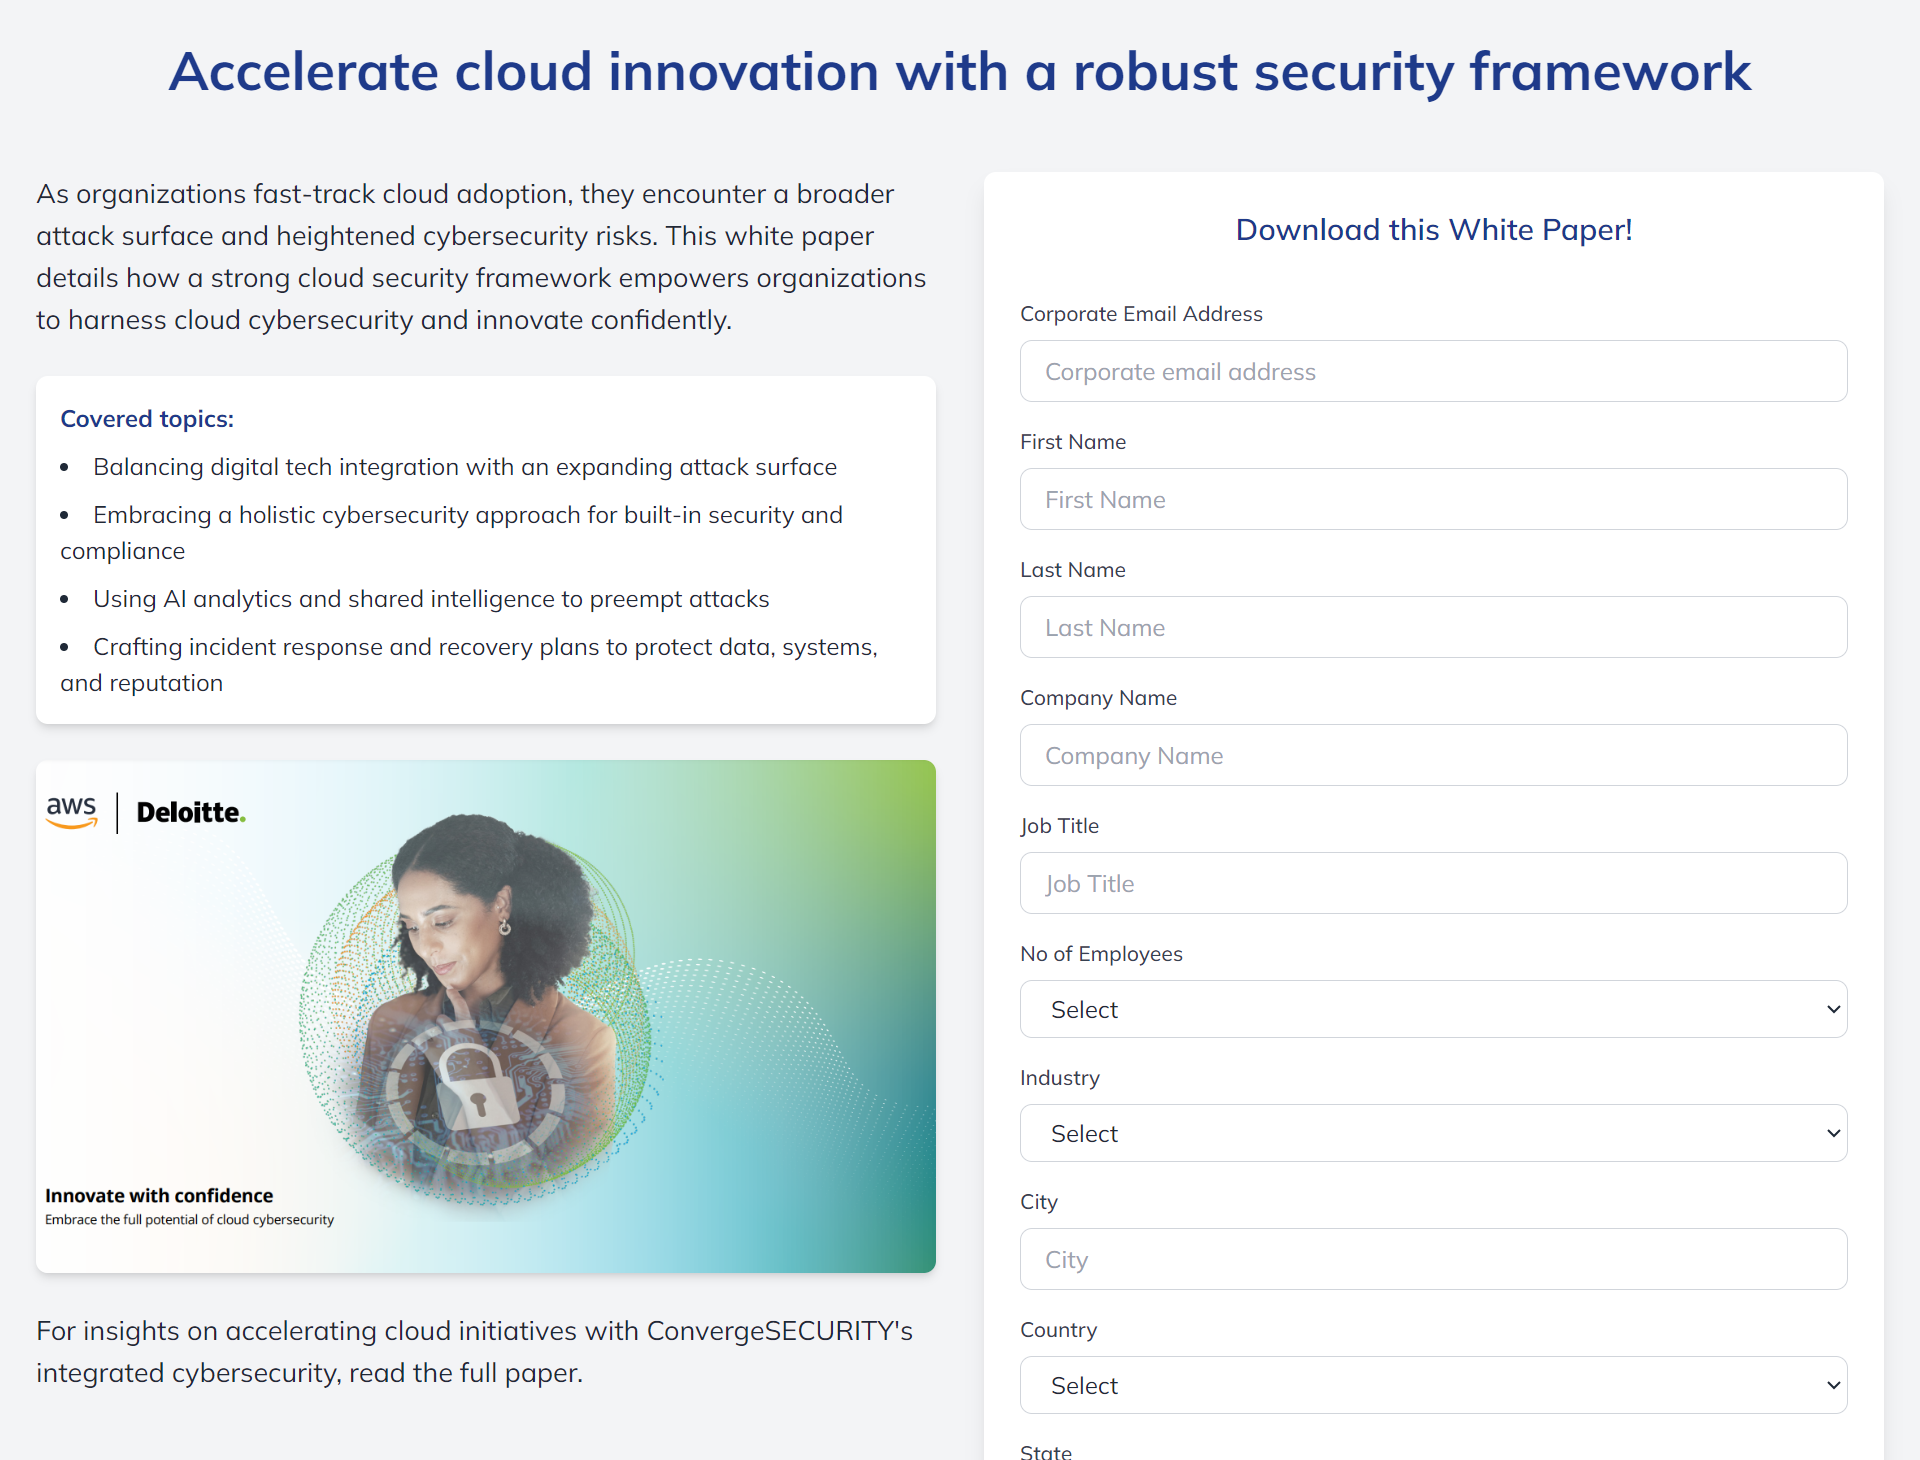 Accelerate cloud innovation with a robust security framework
As organizations fast-track cloud adoption, they encounter a broader
attack surface and heightened cybersecurity risks. This white paper
details how a strong cloud security framework empowers organizations
to harness cloud cybersecurity and innovate confidently.
Covered topics:
• Balancing digital tech integration with an expanding attack surface
• Embracing a holistic cybersecurity approach for built-in security and
compliance
• Using AI analytics and shared intelligence to preempt attacks
• Crafting incident response and recovery plans to protect data, systems,
and reputation
aws | Deloitte.
Innovate with confidence
Embrace the full potential of cloud cybersecurity
For insights on accelerating cloud initiatives with ConvergeSECURITY's
integrated cybersecurity, read the full paper.
Download this White Paper!
Corporate Email Address
Corporate email address
First Name
First Name
Last Name
Last Name
Company Name
Company Name
Job Title
Job Title
No of Employees
Select
Industry
Select
City
City
Country
Select
State